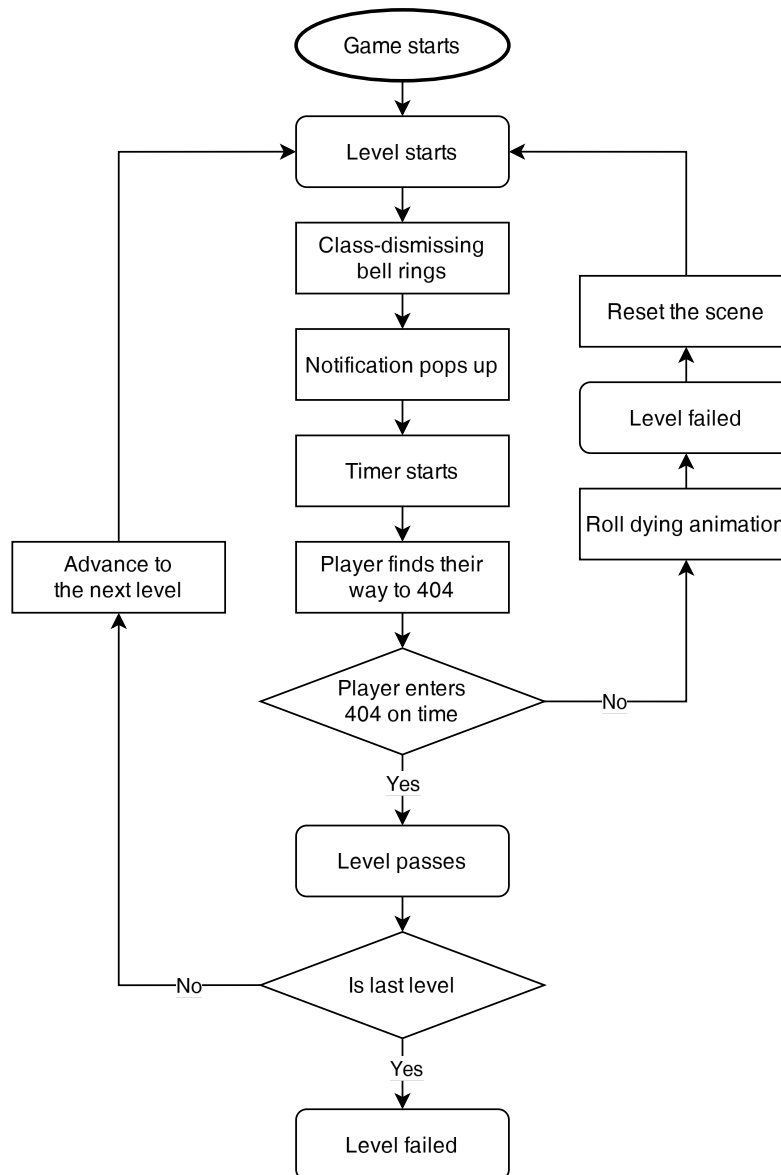 Game starts
Level starts
Class-dismissing
bell rings
Notification pops up
Timer starts
Player finds their
way to 404
Player enters
404 on time
No
Roll dying animation
Level failed
Reset the scene
Yes
Level passes
Is last level
No
Advance to
the next level
Yes
Level failed